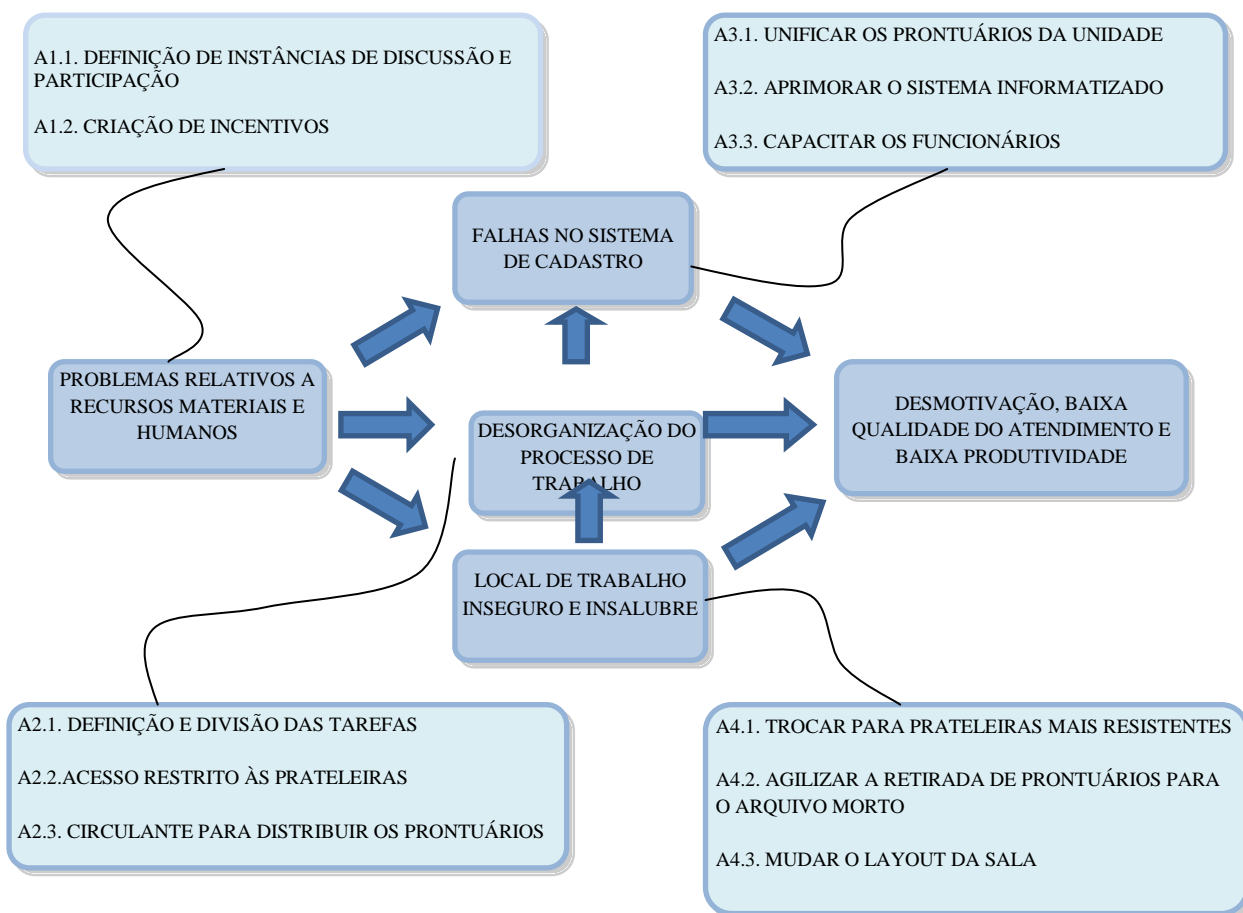 A1.1. DEFINIÇÃO DE INSTÂNCIAS DE DISCUSSÃO E
PARTICIPAÇÃO
A1.2. CRIAÇÃO DE INCENTIVOS
A3.1. UNIFICAR OS PRONTUÁRIOS DA UNIDADE
A3.2. APRIMORAR O SISTEMA INFORMATIZADO
A3.3. CAPACITAR OS FUNCIONÁRIOS
FALHAS NO SISTEMA
DE CADASTRO
PROBLEMAS RELATIVOS A
RECURSOS MATERIAIS E
HUMANOS
DESORGANIZAÇÃO DO
PROCESSO DE
TRABALHO
DESMOTIVAÇÃO, BAIXA
QUALIDADE DO ATENDIMENTO E
BAIXA PRODUTIVIDADE
LOCAL DE TRABALHO
INSEGURO E INSALUBRE
A2.1. DEFINIÇÃO E DIVISÃO DAS TAREFAS
A2.2.ACESSO RESTRITO ÀS PRATELEIRAS
A2.3. CIRCULANTE PARA DISTRIBUIR OS PRONTUÁRIOS
A4.1. TROCAR PARA PRATELEIRAS MAIS RESISTENTES
A4.2. AGILIZAR A RETIRADA DE PRONTUÁRIOS PARA
O ARQUIVO MORTO
A4.3. MUDAR O LAYOUT DA SALA